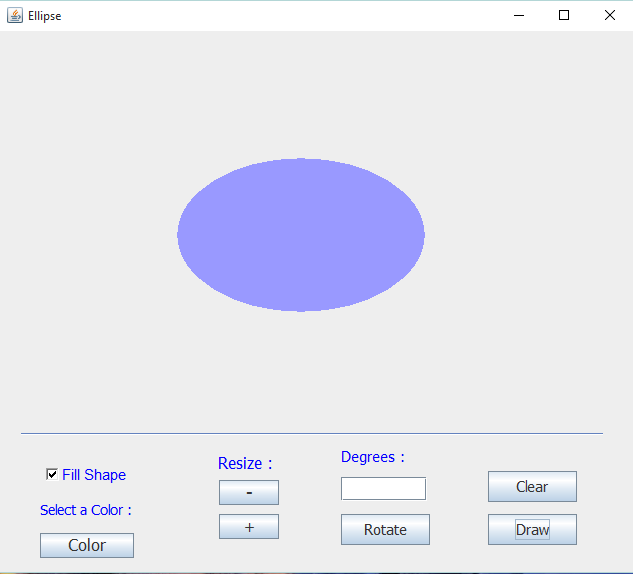 Ellipse
Fill Shape
Select a Color :
Color
Resize :
-
+
Degrees :
Rotate
Clear
Draw